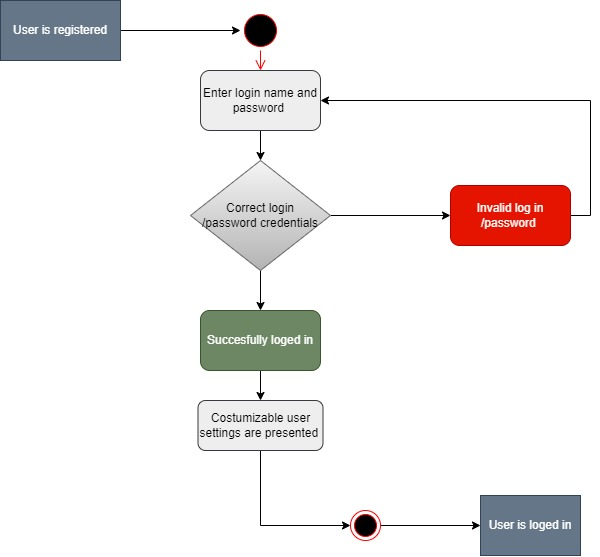 User is registered
Enter login name and
password
Correct login
/password credentials
Invalid log in
/password
Succesfully loged in
Costumizable user
settings are presented
User is loged in